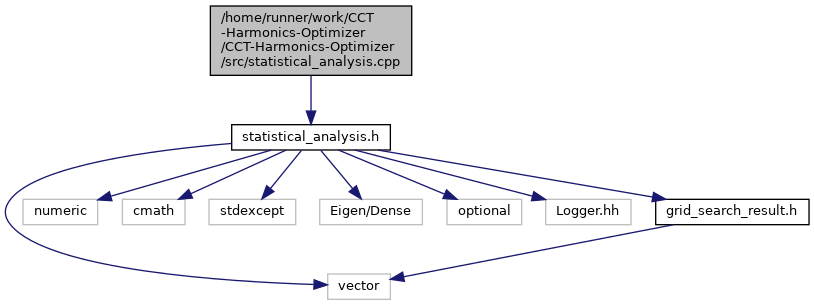 /home/runner/work/CCT
-Harmonics-Optimizer
/CCT-Harmonics-Optimizer
/src/statistical_analysis.cpp
statistical_analysis.h
numeric
cmath
stdexcept
Eigen/Dense
optional
Logger.hh
grid_search_result.h
vector